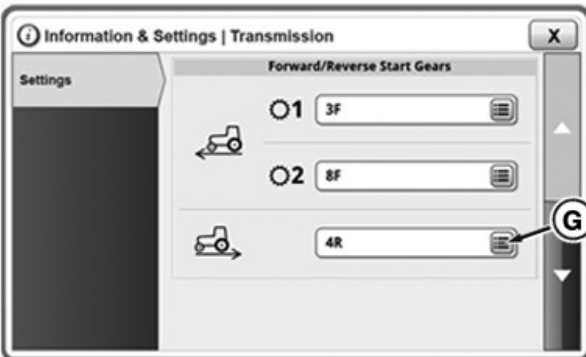 Information & Settings | Transmission
X
Settings
Forward/Reverse Start Gears
1 3F
2 8F
4R
G